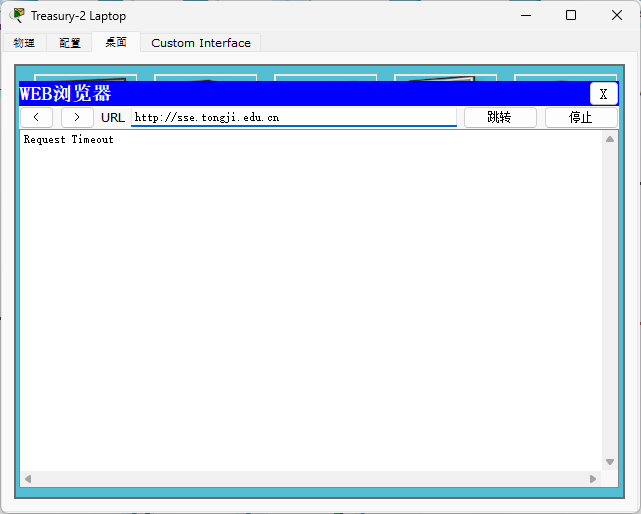 Treasury-2 Laptop
物理 配置 桌面 Custom Interface
WEB浏览器 X
< > URL http://sse.tongji.edu.cn 跳转 停止
Request Timeout